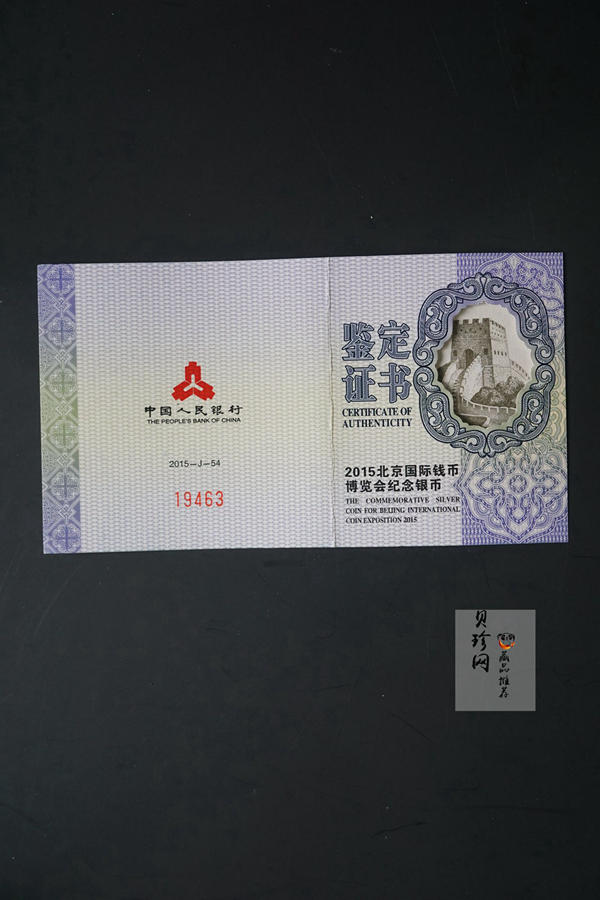 中国人民银行
THE PEOPLE'S BANK OF CHINA
2015—J—54
19463
鉴定
证书
CERTIFICATE OF
AUTHENTICITY
2015北京国际钱币
博览会纪念银币
THE COMMEMORATIVE SILVER
COIN FOR BEIJING INTERNATIONAL
COIN EXPOSITION 2015
贝珍网
藏品推荐